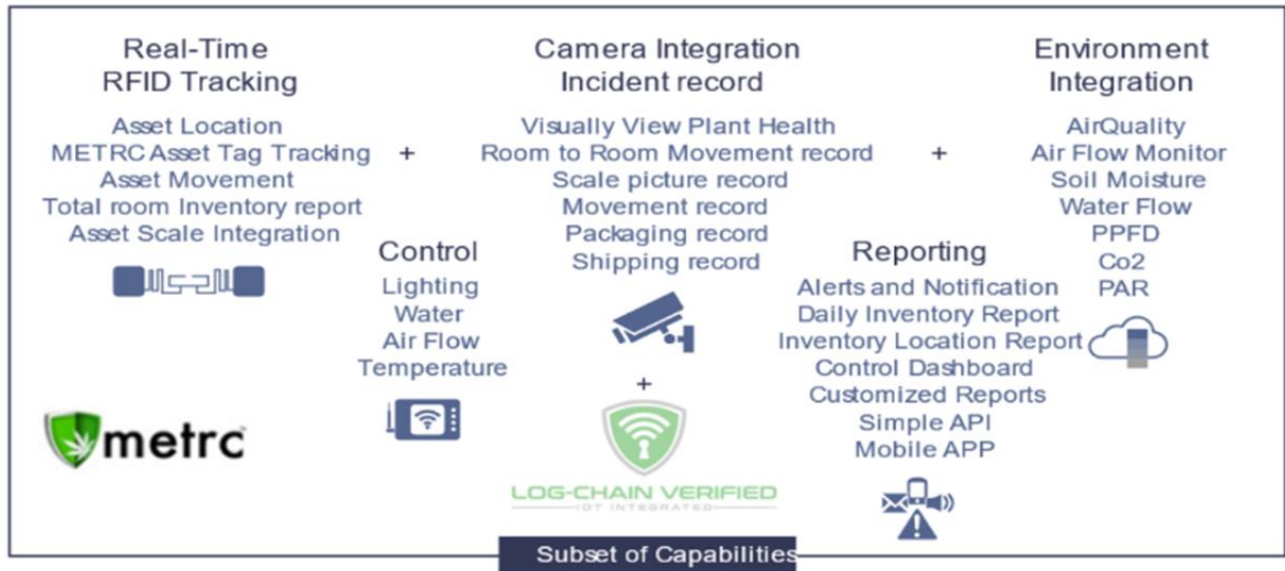 Real-Time
RFID Tracking
Asset Location
METRC Asset Tag Tracking
Asset Movement
Total room Inventory report
Asset Scale Integration
+
Camera Integration
Incident record
Visually View Plant Health
Room to Room Movement record
Scale picture record
Movement record
Packaging record
Shipping record
+
Environment
Integration
AirQuality
Air Flow Monitor
Soil Moisture
Water Flow
PPFD
Co2
PAR
Control
Lighting
Water
Air Flow
Temperature
Reporting
Alerts and Notification
Daily Inventory Report
Inventory Location Report
Control Dashboard
Customized Reports
Simple API
Mobile APP
metrc™
+
LOG-CHAIN VERIFIED
IOT INTEGRATED
Subset of Capabilities